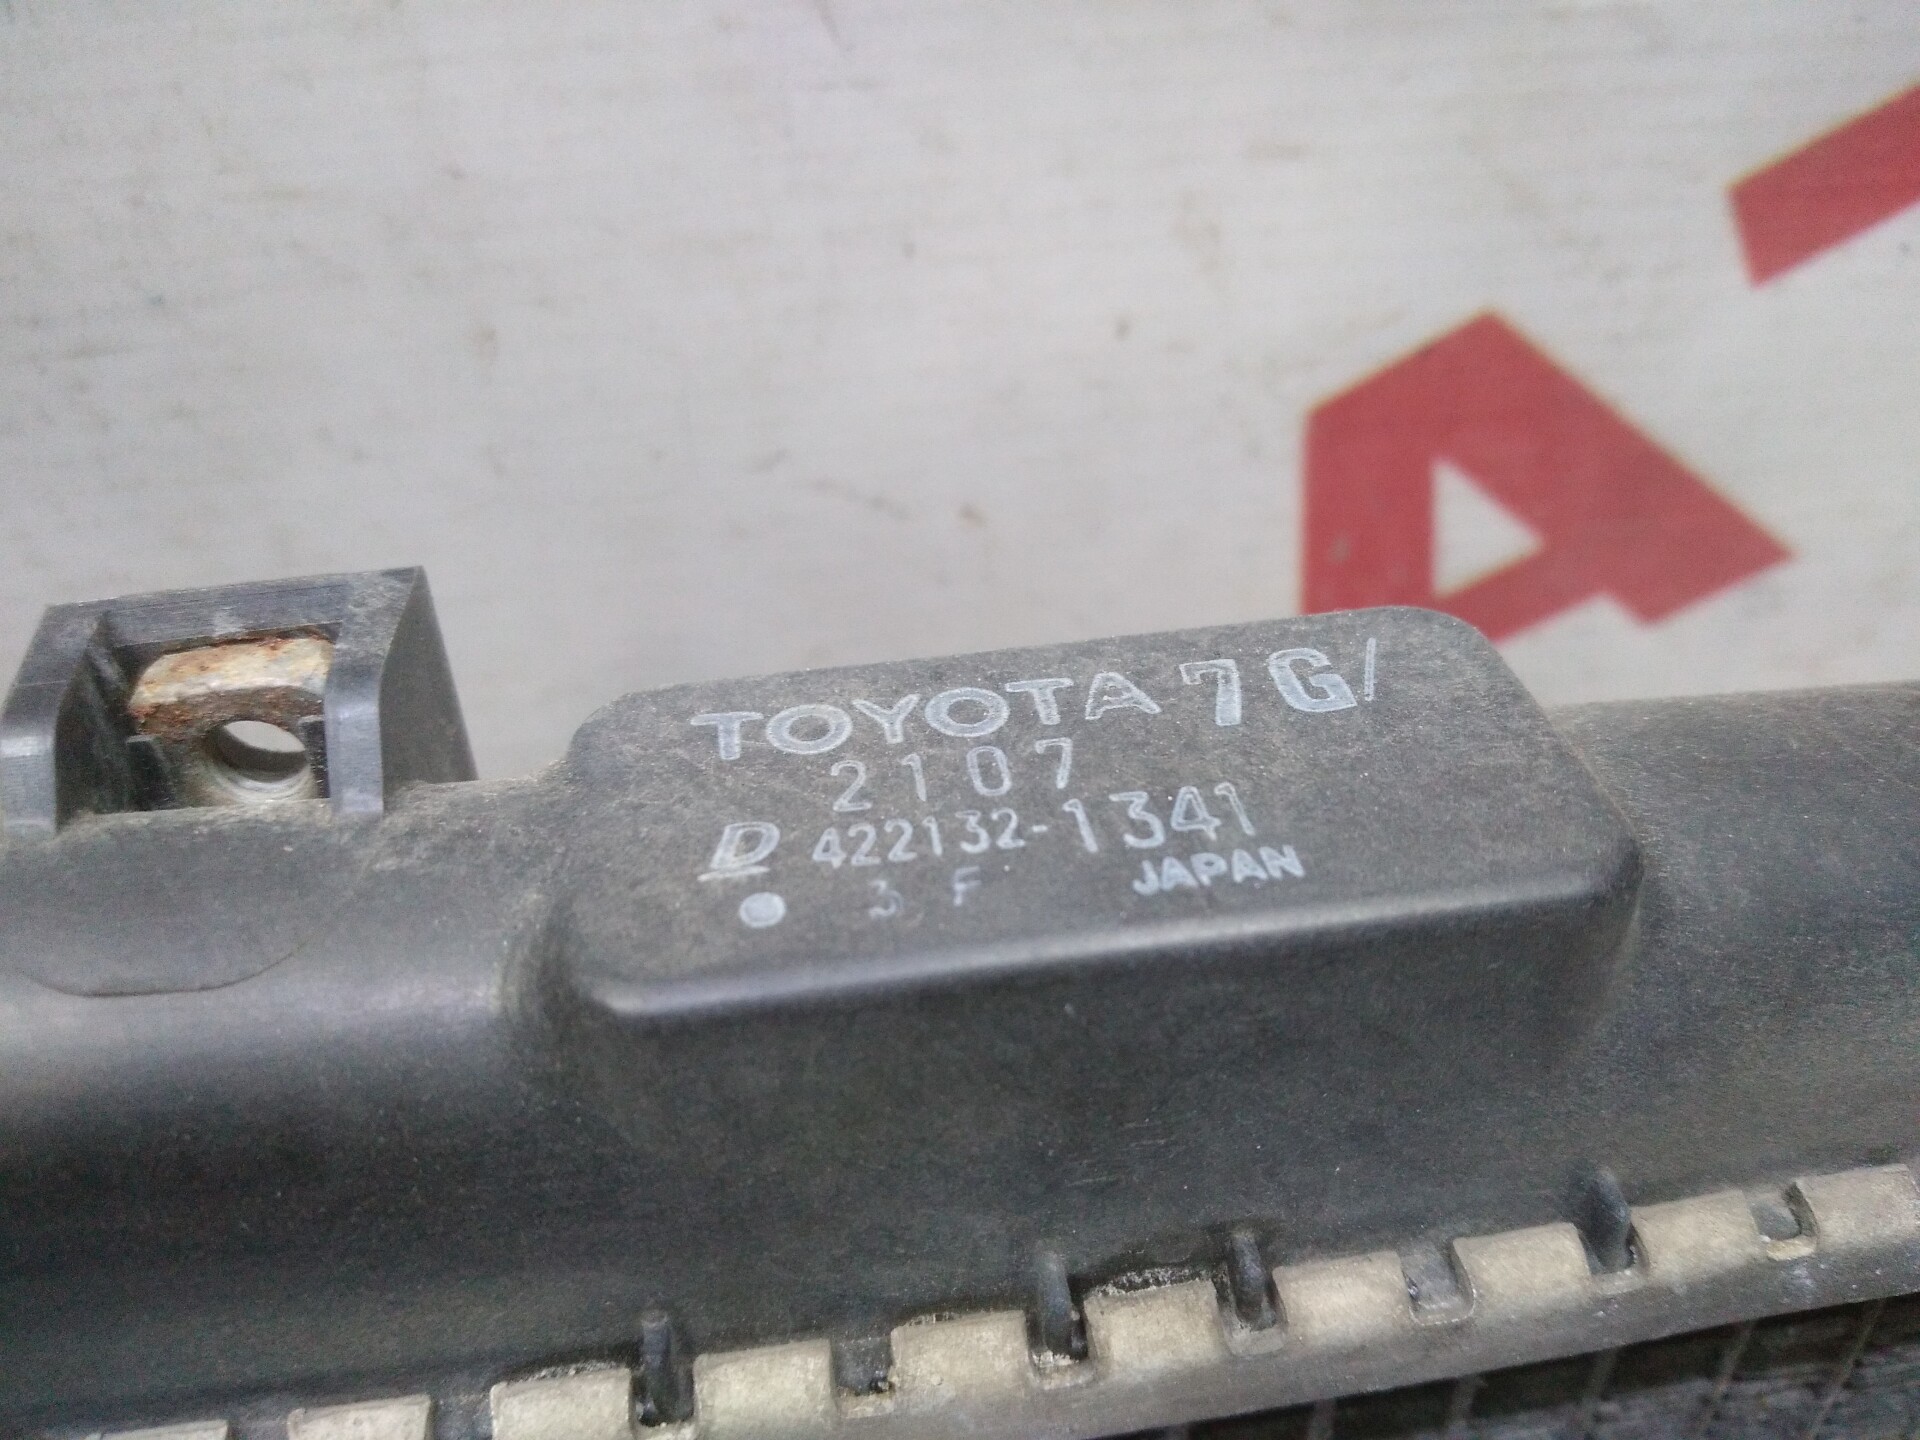 TOYOTA 7G/
2107
D 422132-1341
3 F JAPAN